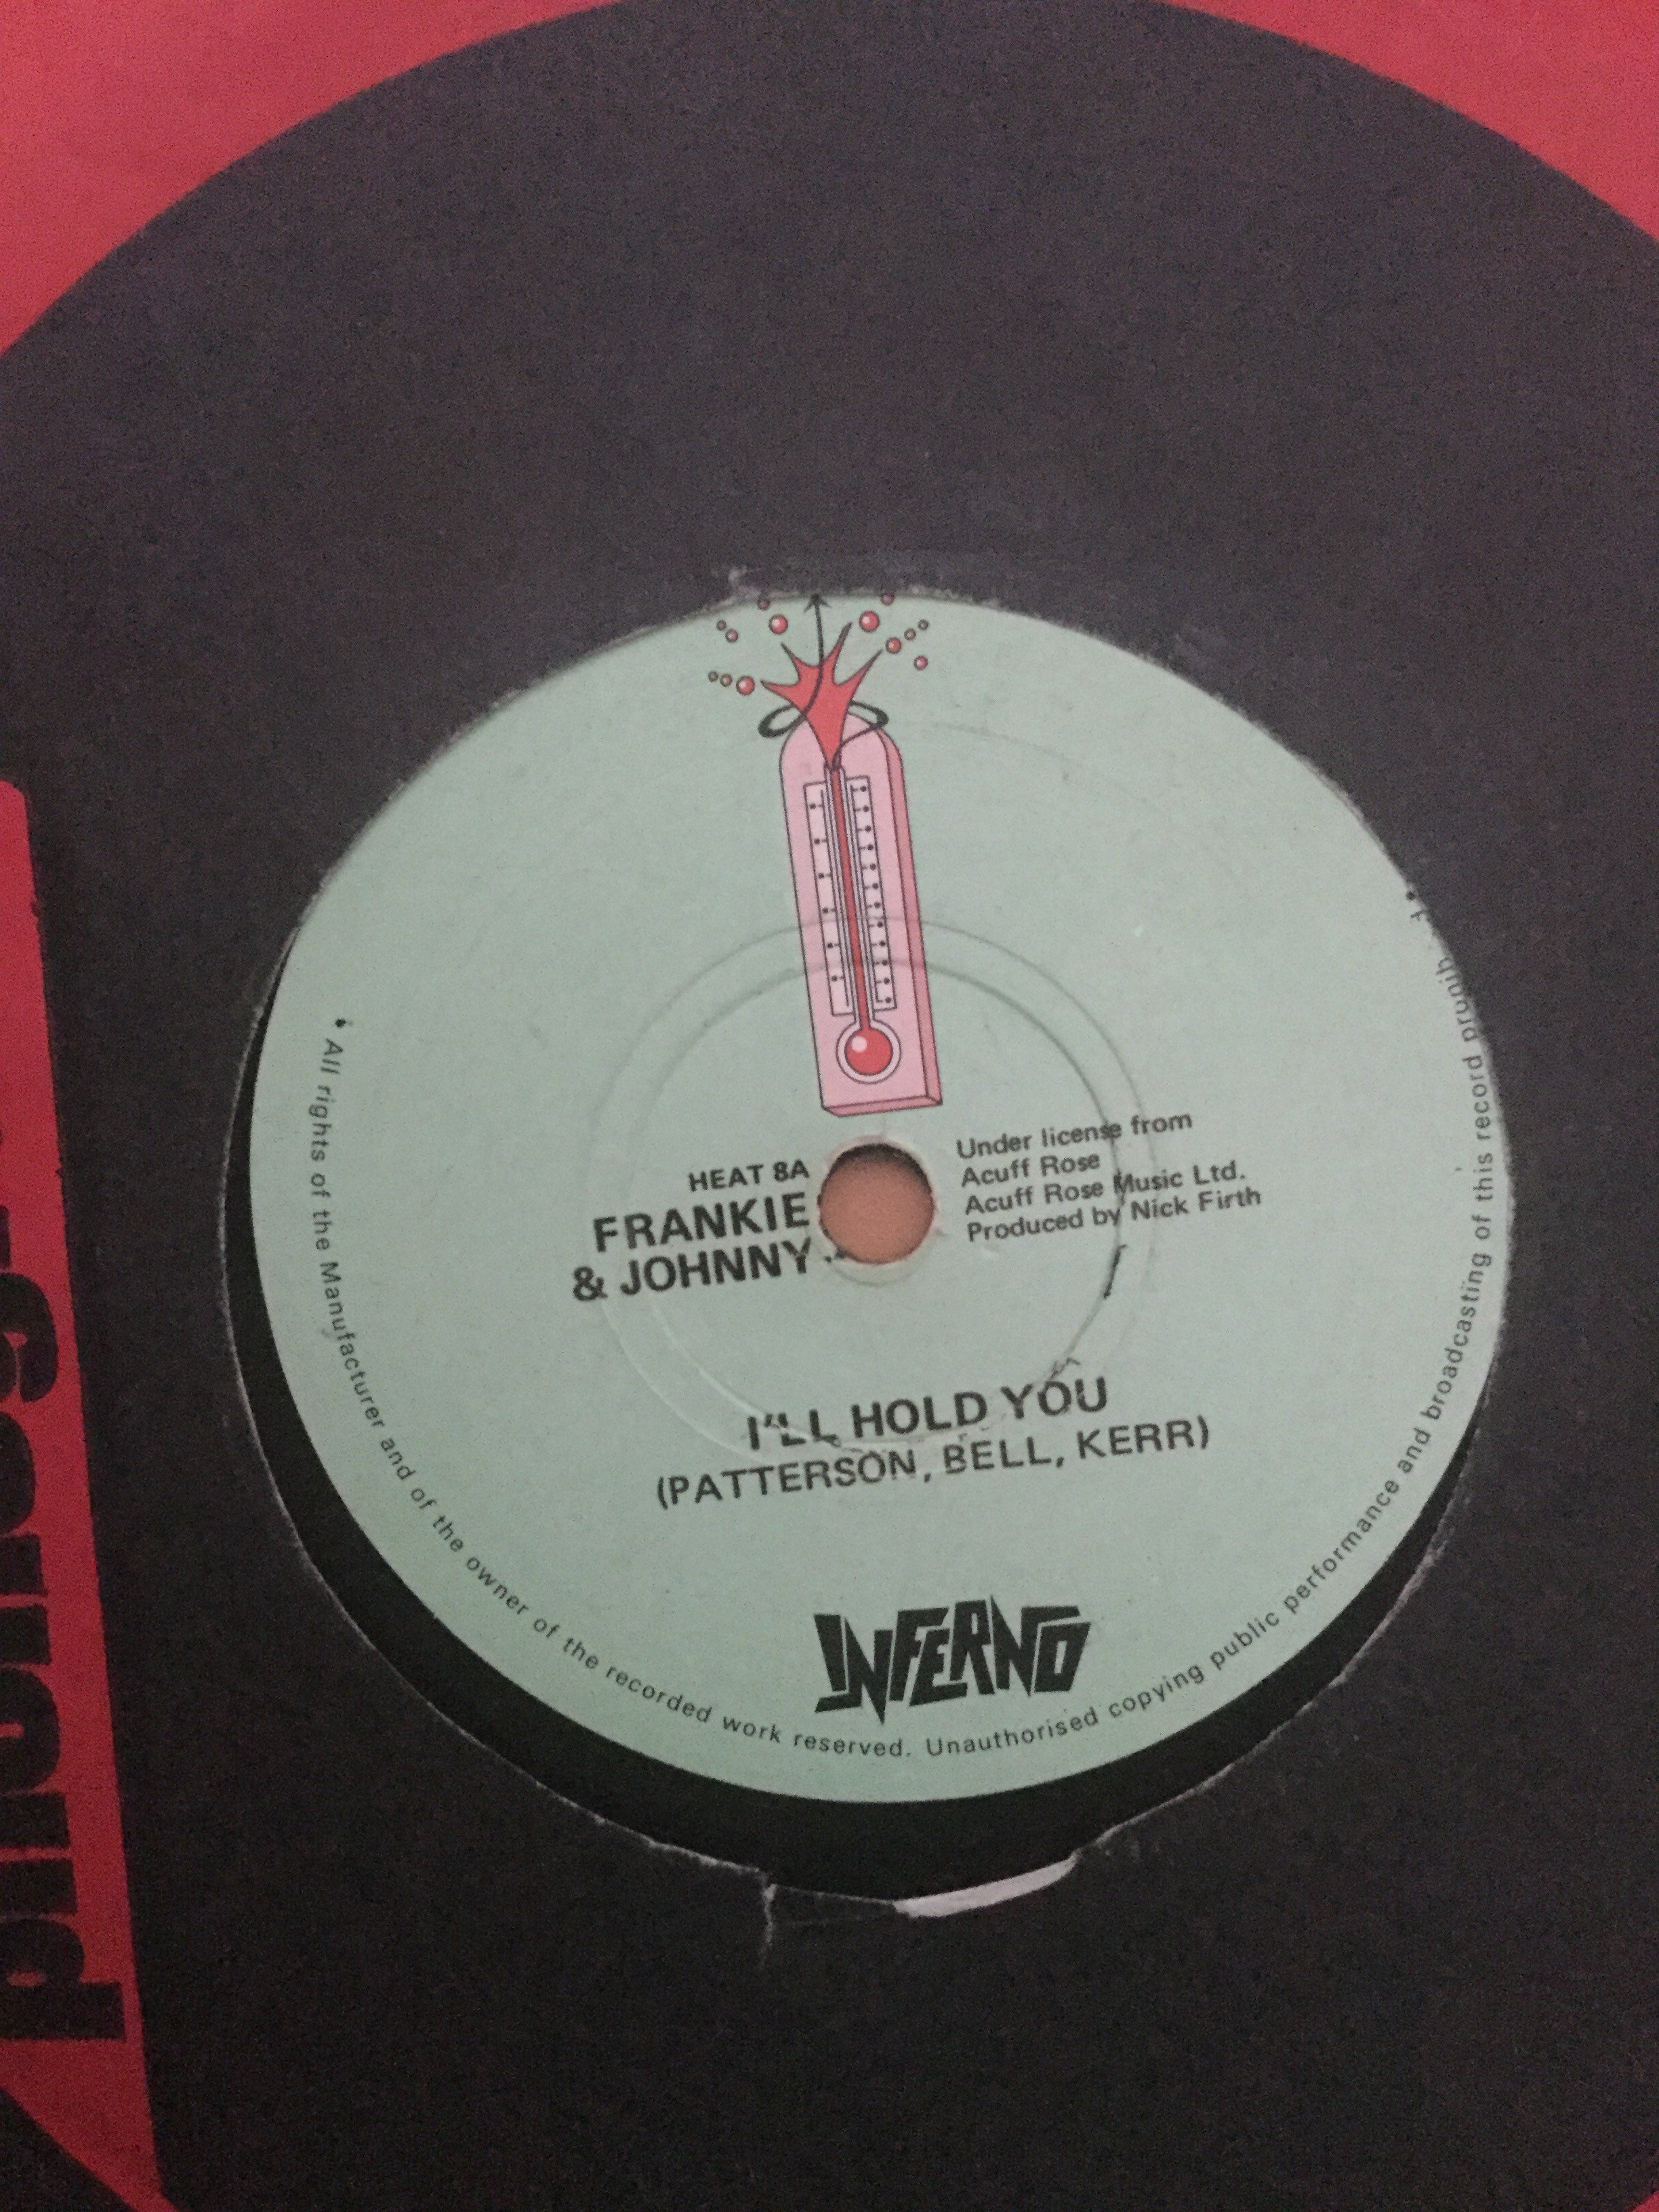 HEAT 8A
FRANKIE
& JOHNNY
Under license from
Acuff Rose
Acuff Rose Music Ltd.
Produced by Nick Firth
I'LL HOLD YOU
(PATTERSON, BELL, KERR)
INFERNO
All rights of the Manufacturer and of the owner of the recorded work reserved. Unauthorised copying public performance and broadcasting of this record